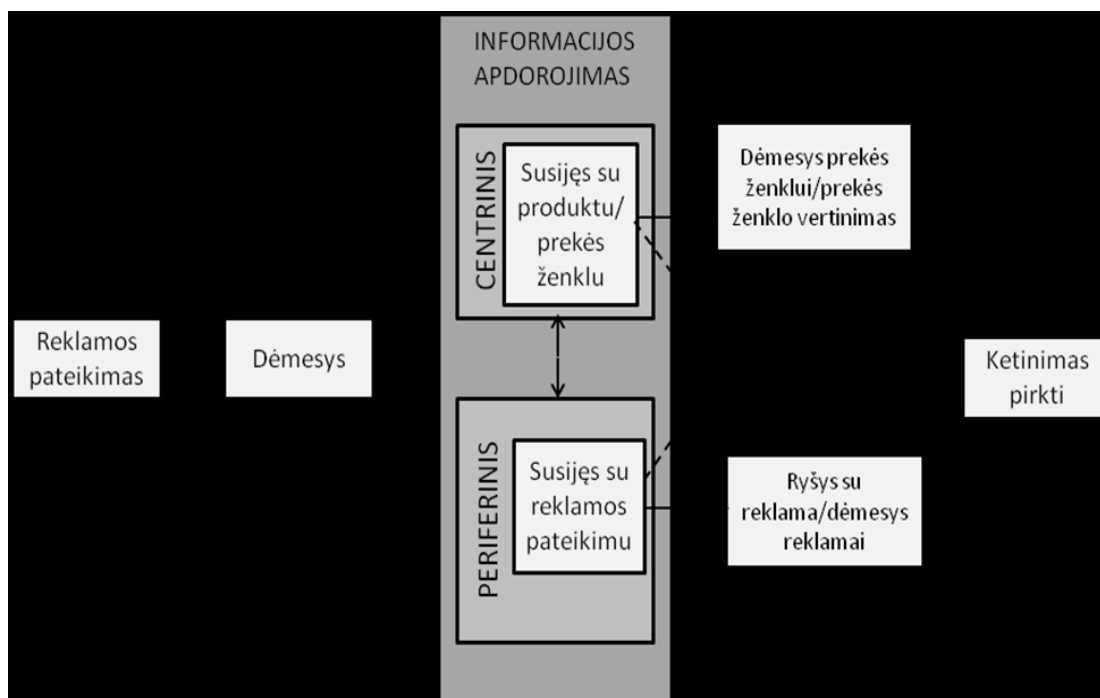 INFORMACIJOS
APDOROJIMAS
CENTRINIS
Susijęs su
produktu/
prekės
ženklu
Dėmesys prekės
ženklui/prekės
ženklo vertinimas
Reklamos
pateikimas
Dėmesys
Ketinimas
pirkti
PERIFERINIS
Susijęs su
reklamos
pateikimu
Ryšys su
reklama/dėmesys
reklamai